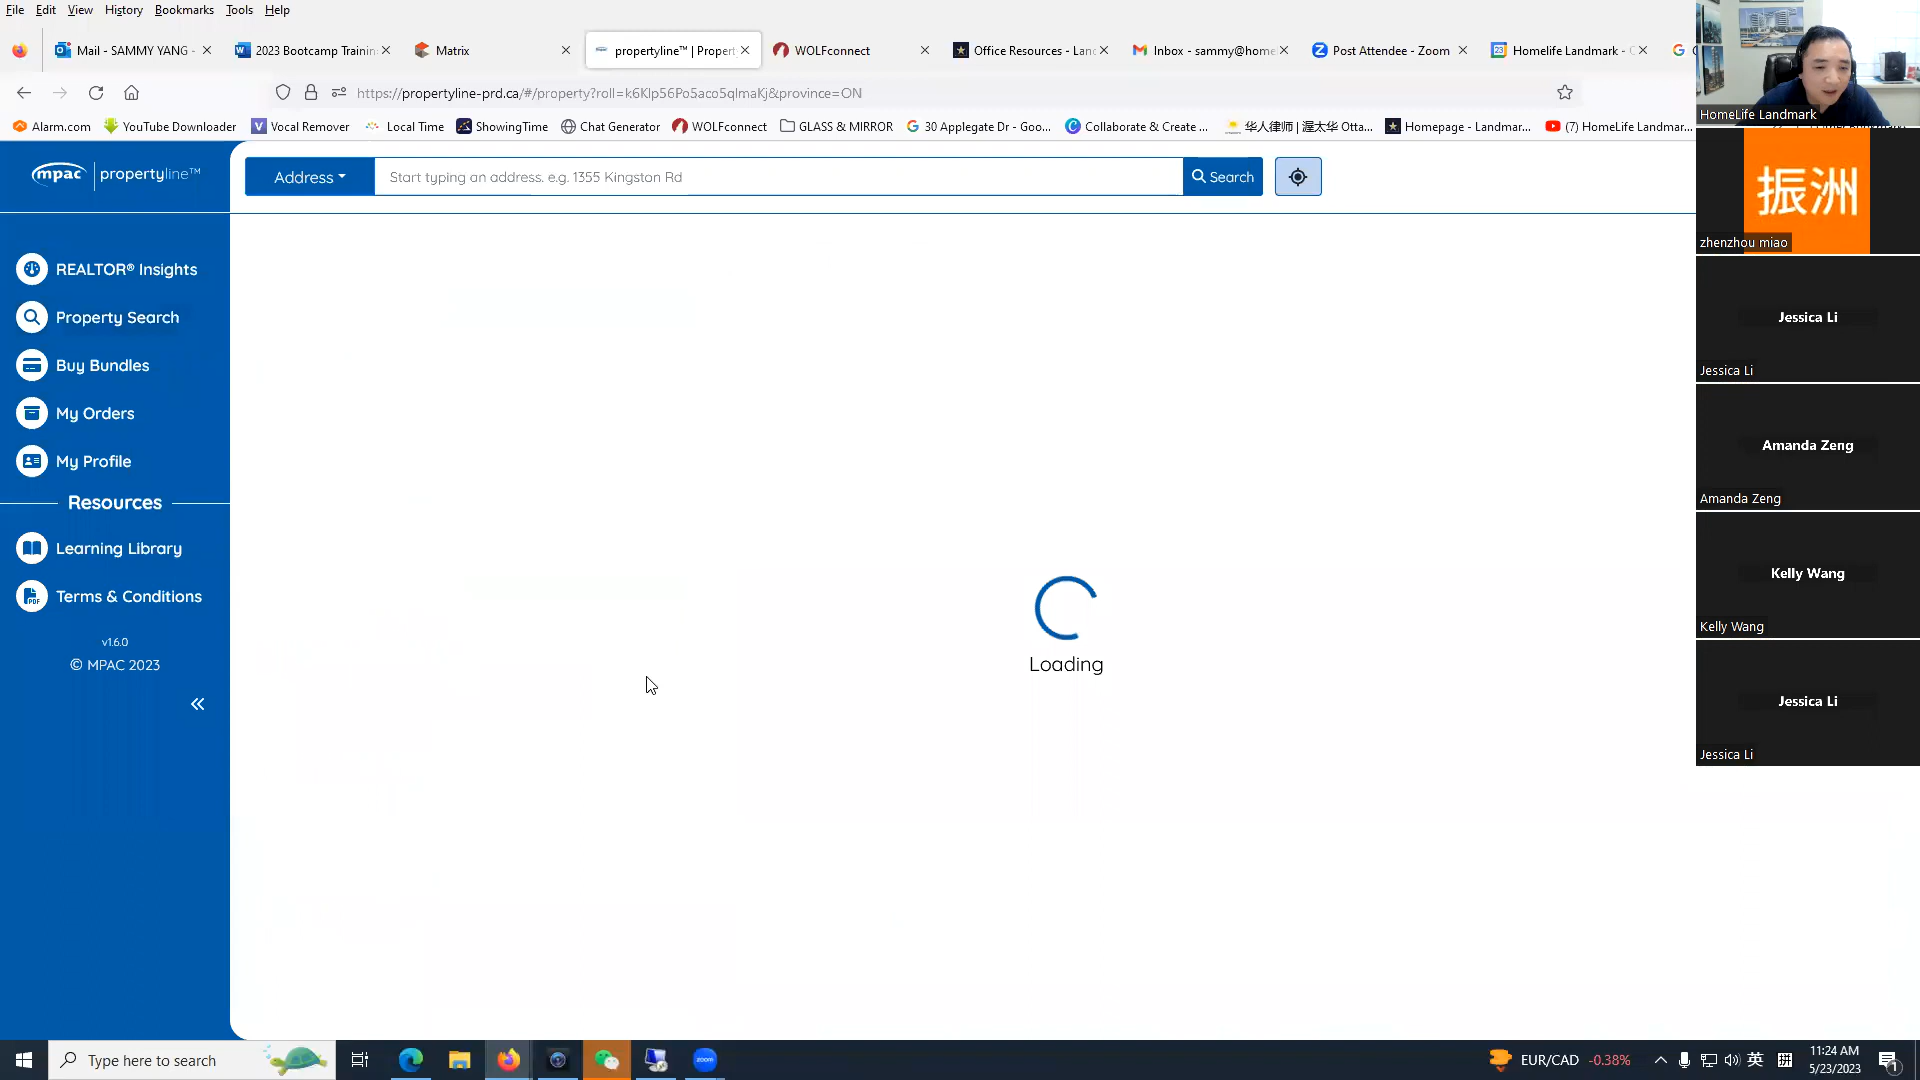 File Edit View History Bookmarks Tools Help
Mail - SAMMY YANG -
2023 Bootcamp Trainin
Matrix
propertyline™ | Propert
WOLFconnect
Office Resources - Lan
Inbox - sammy@home
Post Attendee - Zoom
Homelife Landmark -
https://propertyline-prd.ca/#/property?roll=k6Klp56Po5aco5qlmaKj&province=ON
Alarm.com
YouTube Downloader
Vocal Remover
Local Time
ShowingTime
Chat Generator
WOLFconnect
GLASS & MIRROR
30 Applegate Dr - Goo...
Collaborate & Create ...
华人律师 | 渥太华 Otta...
Homepage - Landmar...
(7) HomeLife Landmar...
mpac propertyline™
Address
Start typing an address. e.g. 1355 Kingston Rd
Search
REALTOR® Insights
Property Search
Buy Bundles
My Orders
My Profile
Resources
Learning Library
Terms & Conditions
v1.6.0
© MPAC 2023
Loading
HomeLife Landmark
振洲
zhenzhou miao
Jessica Li
Jessica Li
Amanda Zeng
Amanda Zeng
Kelly Wang
Kelly Wang
Jessica Li
Jessica Li
Type here to search
zoom
EUR/CAD -0.38%
英
拼
11:24 AM
5/23/2023
1